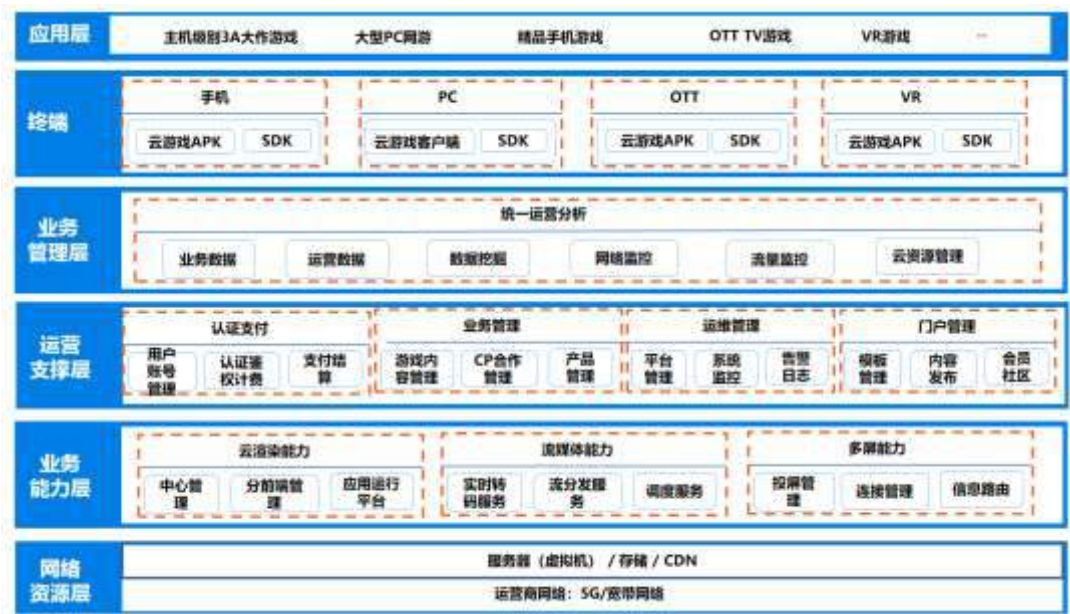 应用层
主机级别3A大作游戏 大型PC网游 精品手机游戏 OTT TV游戏 VR游戏 ...
终端
手机 PC OTT VR
云游戏APK SDK 云游戏客户端 SDK 云游戏APK SDK 云游戏APK SDK
业务
管理层
统一运营分析
业务数据 运营数据 数据挖掘 网络监控 流量监控 云资源管理
运营
支撑层
认证支付 业务管理 运维管理 门户管理
用户
账号
管理
认证鉴
权计费
支付结
算
游戏内
容管理
CP合作
管理
产品
管理
平台
管理
系统
监控
告警
日志
模板
管理
内容
发布
会员
社区
业务
能力层
云渲染能力 流媒体能力 多屏能力
中心管
理
分前端管
理
应用运行
平台
实时转
码服务
流分发服
务
调度服务
投屏管
理
连接管理
信息路由
网络
资源层
服务器（虚拟机） / 存储 / CDN
运营商网络：5G/宽带网络